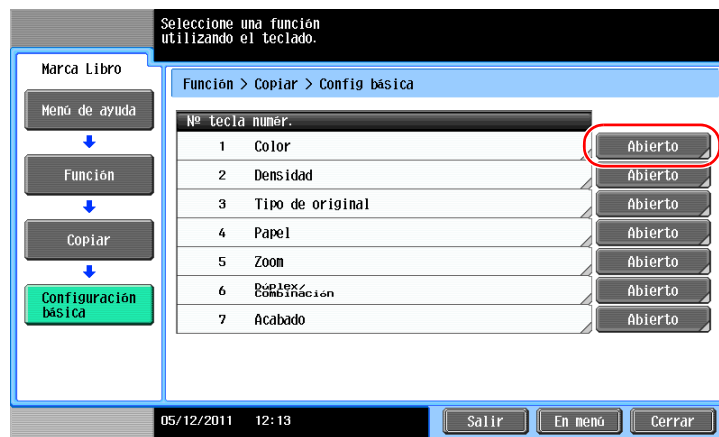 Seleccione una función
utilizando el teclado.
Marca Libro
Función > Copiar > Config básica
Menú de ayuda
Nº tecla numér.
1 Color Abierto
Función
2 Densidad Abierto
3 Tipo de original Abierto
Copiar
4 Papel Abierto
5 Zoom Abierto
Configuración
básica
6 Dúplex/
Combinación Abierto
7 Acabado Abierto
05/12/2011 12:13 Salir En menú Cerrar